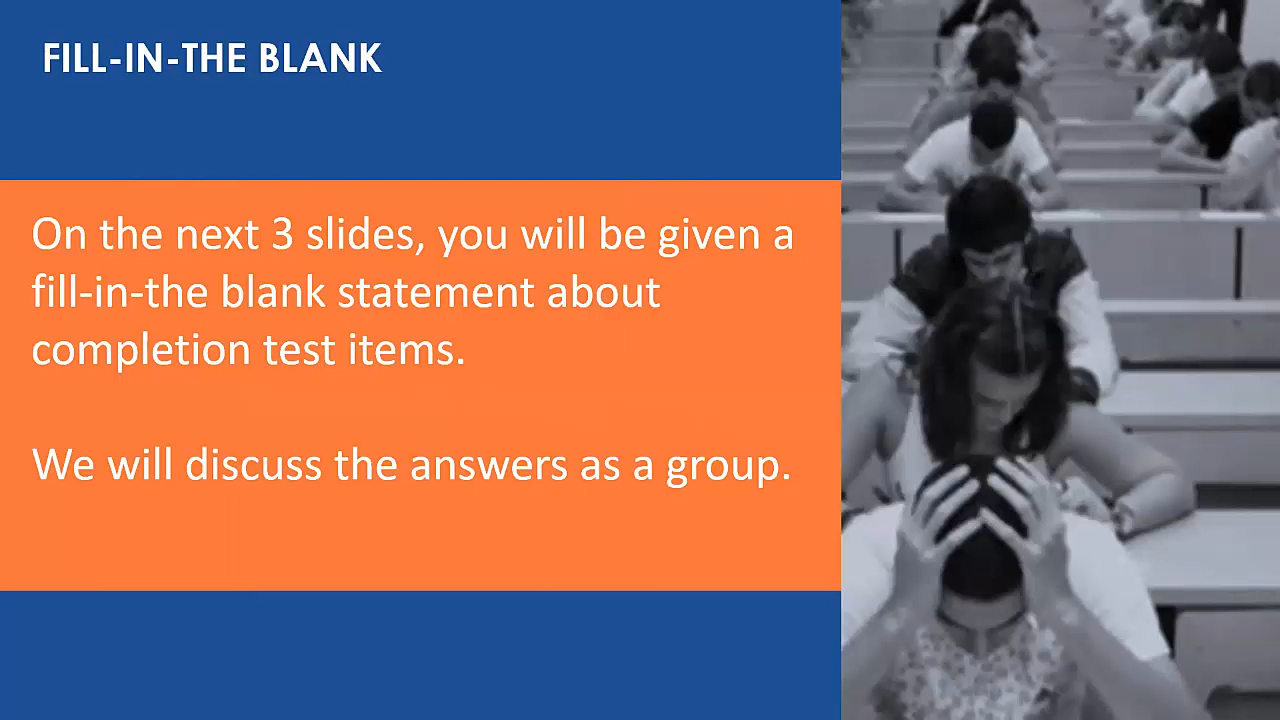 FILL-IN-THE BLANK
On the next 3 slides, you will be given a
fill-in-the blank statement about
completion test items.
We will discuss the answers as a group.